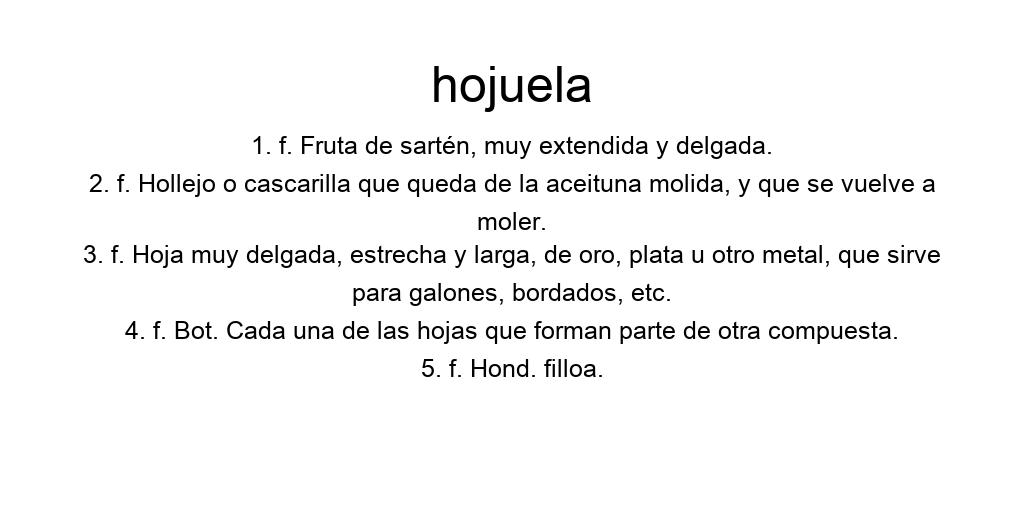 hojuela
1. f. Fruta de sartén, muy extendida y delgada.
2. f. Hollejo o cascarilla que queda de la aceituna molida, y que se vuelve a
moler.
3. f. Hoja muy delgada, estrecha y larga, de oro, plata u otro metal, que sirve
para galones, bordados, etc.
4. f. Bot. Cada una de las hojas que forman parte de otra compuesta.
5. f. Hond. filloa.